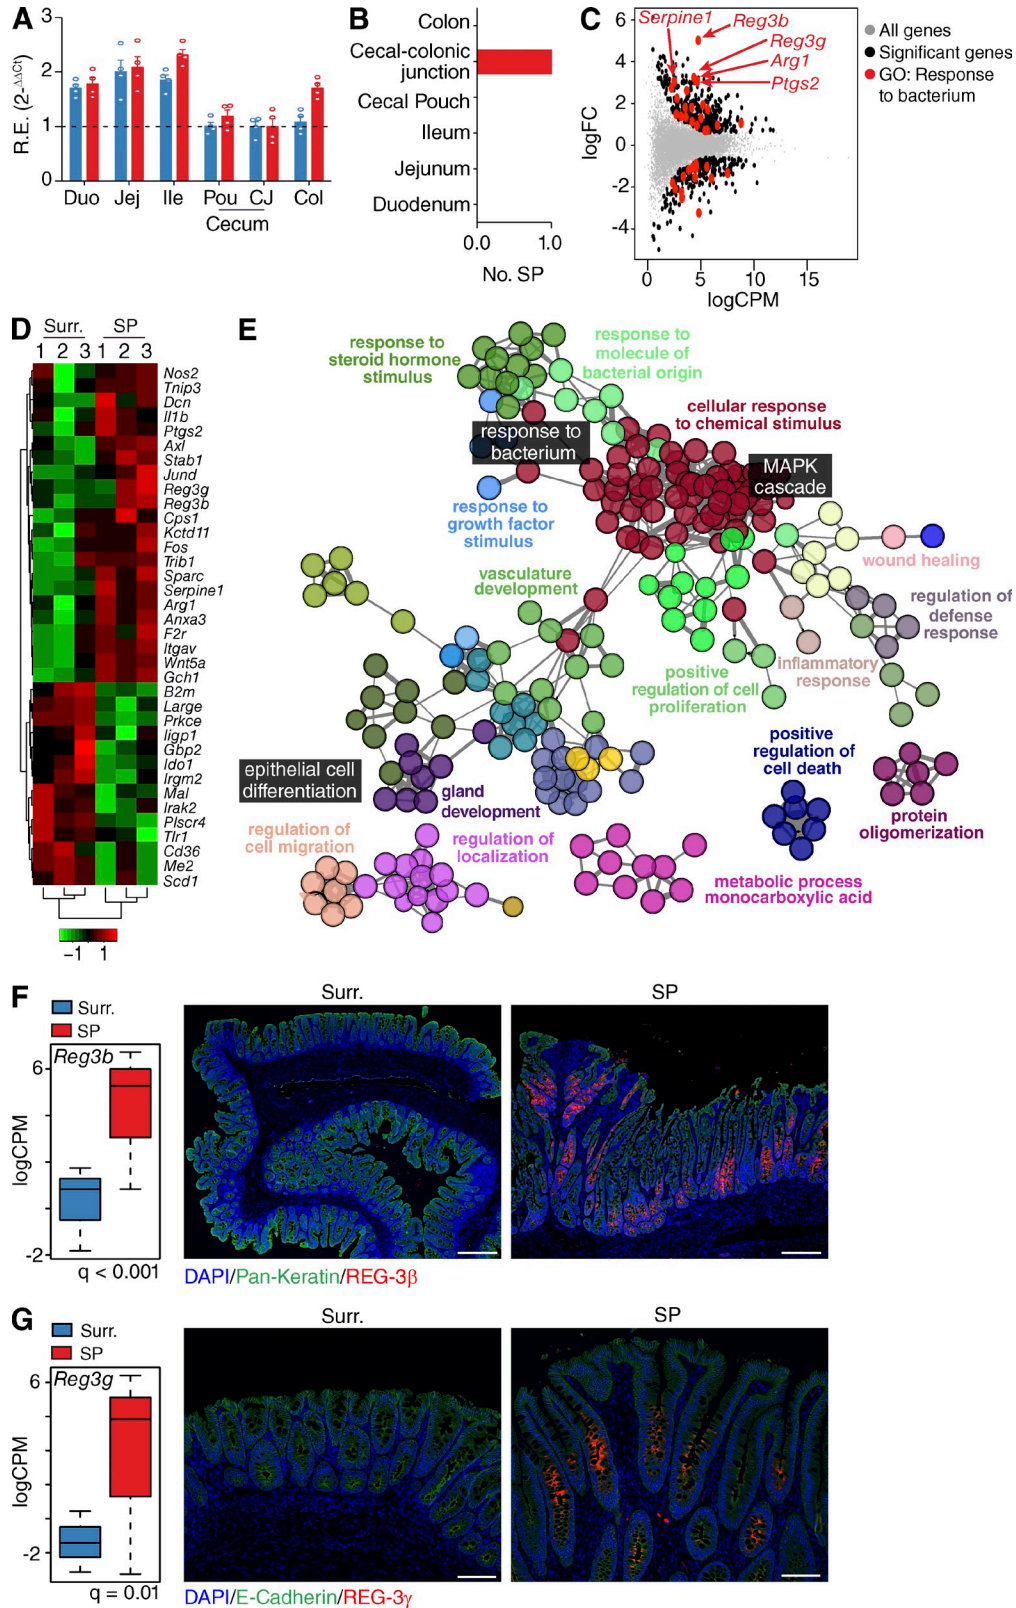 A
R.E. (2-ΔΔCt)
3
2
1
0
Duo
Jej
Ile
Pou
CJ
Col
Cecum
B
Colon
Cecal-colonic
junction
Cecal Pouch
Ileum
Jejunum
Duodenum
0.0
1.0
No. SP
C
logFC
6
4
2
0
-2
-4
0
5
10
15
logCPM
Serpine1
Reg3b
Reg3g
Arg1
Ptgs2
All genes
Significant genes
GO: Response
to bacterium
D
Surr.
SP
1 2 3 1 2 3
Nos2
Tnip3
Dcn
Il1b
Ptgs2
Axl
Stab1
Jund
Reg3g
Reg3b
Cps1
Kctd11
Fos
Trib1
Sparc
Serpine1
Arg1
Anxa3
F2r
Itgav
Wnt5a
Gch1
B2m
Large
Prkce
Iigp1
Gbp2
Ido1
Irgm2
Mal
Irak2
Plscr4
Tlr1
Cd36
Me2
Scd1
−1 1
E
response to
steroid hormone
stimulus
response to
molecule of
bacterial origin
cellular response
to chemical stimulus
response to
bacterium
MAPK
cascade
response to
growth factor
stimulus
wound healing
vasculature
development
regulation of
defense
response
inflammatory
response
positive
regulation of cell
proliferation
positive
regulation of
cell death
epithelial cell
differentiation
gland
development
protein
oligomerization
regulation of
cell migration
regulation of
localization
metabolic process
monocarboxylic acid
F
Surr.
SP
Reg3b
6
logCPM
-2
q < 0.001
Surr.
SP
DAPI/Pan-Keratin/REG-3β
G
Surr.
SP
Reg3g
6
logCPM
-2
q = 0.01
Surr.
SP
DAPI/E-Cadherin/REG-3γ